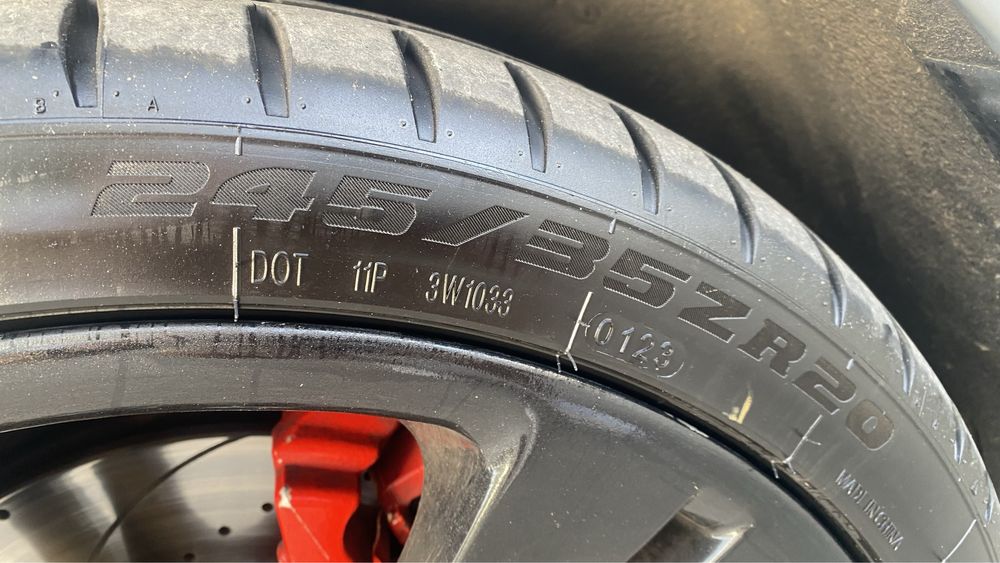 B A
245/35ZR20
DOT 11P 3W1033 0123
MADE IN CHINA
A